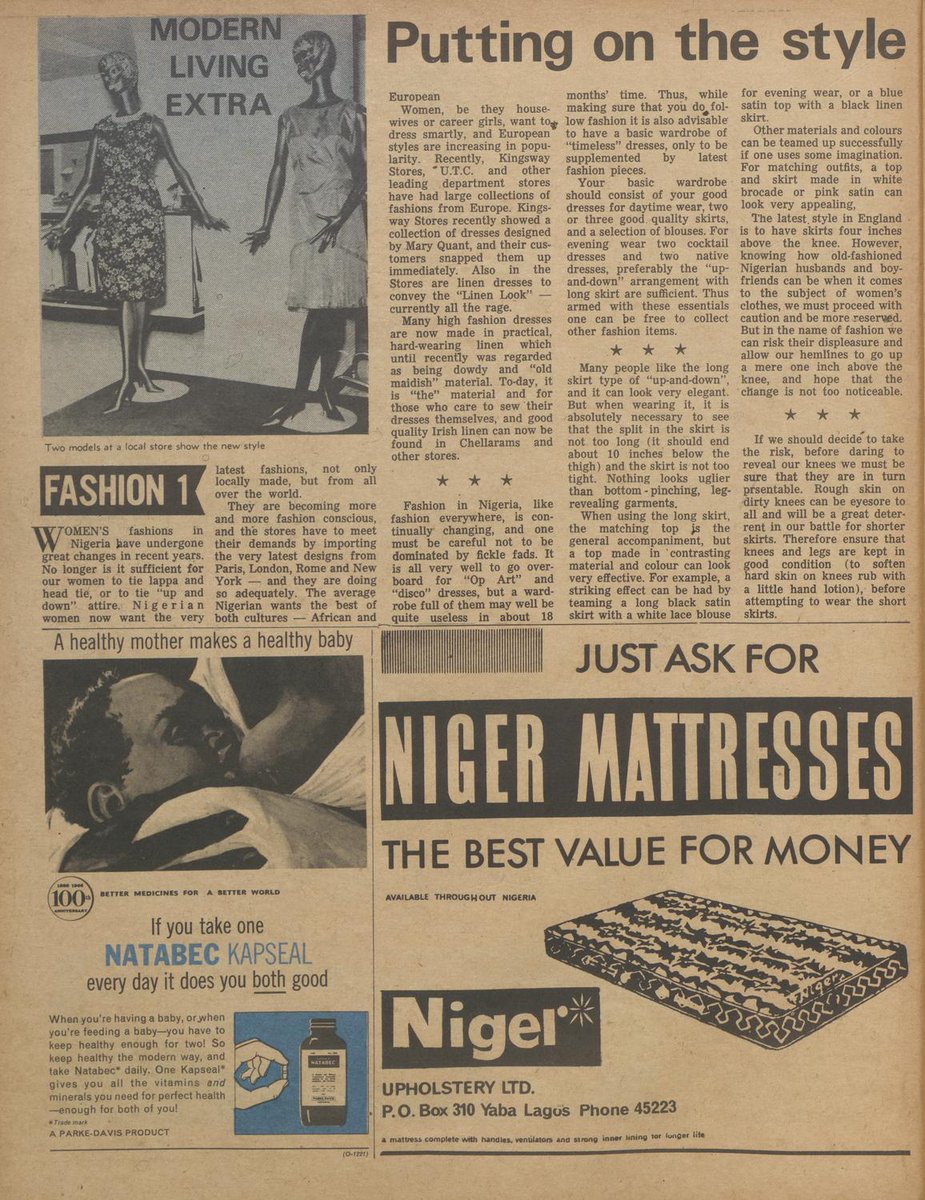 MODERN
LIVING
EXTRA
Two models at a local store show the new style
Putting on the style
FASHION 1
WOMEN'S fashions in
Nigeria have undergone
great changes in recent years.
No longer is it sufficient for
our women to tie lappa and
head tie, or to tie "up and
down" attire. Nigerian
women now want the very
latest fashions, not only
locally made, but from all
over the world.
They are becoming more
and more fashion conscious,
and the stores have to meet
their demands by importing
the very latest designs from
Paris, London, Rome and New
York — and they are doing
so adequately. The average
Nigerian wants the best of
both cultures — African and
European
Women, be they house-
wives or career girls, want to
dress smartly, and European
styles are increasing in popu-
larity. Recently, Kingsway
Stores, U.T.C. and other
leading department stores
have had large collections of
fashions from Europe. Kings-
way Stores recently showed a
collection of dresses designed
by Mary Quant, and their cus-
tomers snapped them up
immediately. Also in the
Stores are linen dresses to
convey the "Linen Look" —
currently all the rage.
Many high fashion dresses
are now made in practical,
hard-wearing linen which
until recently was regarded
as being dowdy and "old
maidish" material. To-day, it
is "the" material and for
those who care to sew their
dresses themselves, and good
quality Irish linen can now be
found in Chellarams and
other stores.
★ ★ ★
Fashion in Nigeria, like
fashion everywhere, is con-
tinually changing, and one
must be careful not to be
dominated by fickle fads. It
is all very well to go over-
board for "Op Art" and
"disco" dresses, but a ward-
robe full of them may well be
quite useless in about 18
months' time. Thus, while
making sure that you do fol-
low fashion it is also advisable
to have a basic wardrobe of
"timeless" dresses, only to be
supplemented by latest
fashion pieces.
Your basic wardrobe
should consist of your good
dresses for daytime wear, two
or three good quality skirts,
and a selection of blouses. For
evening wear two cocktail
dresses and two native
dresses, preferably the "up-
and-down" arrangement with
long skirt are sufficient. Thus
armed with these essentials
one can be free to collect
other fashion items.
★ ★ ★
Many people like the long
skirt type of "up-and-down",
and it can look very elegant.
But when wearing it, it is
absolutely necessary to see
that the split in the skirt is
not too long (it should end
about 10 inches below the
thigh) and the skirt is not too
tight. Nothing looks uglier
than bottom-pinching, leg-
revealing garments.
When using the long skirt,
the matching top is the
general accompaniment, but
a top made in contrasting
material and colour can look
very effective. For example, a
striking effect can be had by
teaming a long black satin
skirt with a white lace blouse
for evening wear, or a blue
satin top with a black linen
skirt.
Other materials and colours
can be teamed up successfully
if one uses some imagination.
For matching outfits, a top
and skirt made in white
brocade or pink satin can
look very appealing,
The latest style in England
is to have skirts four inches
above the knee. However,
knowing how old-fashioned
Nigerian husbands and boy-
friends can be when it comes
to the subject of women's
clothes, we must proceed with
caution and be more reserved.
But in the name of fashion we
can risk their displeasure and
allow our hemlines to go up
a mere one inch above the
knee, and hope that the
change is not too noticeable.
★ ★ ★
If we should decide to take
the risk, before daring to
reveal our knees we must be
sure that they are in turn
prsentable. Rough skin on
dirty knees can be eyesore to
all and will be a great deter-
rent in our battle for shorter
skirts. Therefore ensure that
knees and legs are kept in
good condition (to soften
hard skin on knees rub with
a little hand lotion), before
attempting to wear the short
skirts.
A healthy mother makes a healthy baby
1866 1966
100th
ANNIVERSARY
BETTER MEDICINES FOR A BETTER WORLD
If you take one
NATABEC KAPSEAL
every day it does you both good
When you're having a baby, or when
you're feeding a baby—you have to
keep healthy enough for two! So
keep healthy the modern way, and
take Natabec* daily. One Kapseal*
gives you all the vitamins and
minerals you need for perfect health
—enough for both of you!
*Trade mark
A PARKE-DAVIS PRODUCT
NATABEC
(D-1221)
JUST ASK FOR
NIGER MATTRESSES
THE BEST VALUE FOR MONEY
AVAILABLE THROUGHOUT NIGERIA
Niger
Niger*
UPHOLSTERY LTD.
P.O. Box 310 Yaba Lagos Phone 45223
a mattress complete with handles, ventilators and strong inner lining for longer life